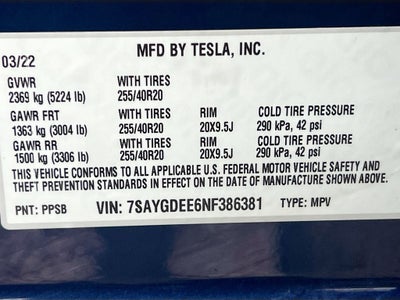 MFD BY TESLA, INC.
03/22
GVWR WITH TIRES
2369 kg (5224 lb) 255/40R20
GAWR FRT WITH TIRES RIM COLD TIRE PRESSURE
1363 kg (3004 lb) 255/40R20 20X9.5J 290 kPa, 42 psi
GAWR RR WITH TIRES RIM COLD TIRE PRESSURE
1500 kg (3306 lb) 255/40R20 20X9.5J 290 kPa, 42 psi
THIS VEHICLE CONFORMS TO ALL APPLICABLE U.S. FEDERAL MOTOR VEHICLE SAFETY AND
THEFT PREVENTION STANDARDS IN EFFECT ON THE DATE OF MANUFACTURE SHOWN ABOVE.
PNT: PPSB VIN: 7SAYGDEE6NF386381 TYPE: MPV